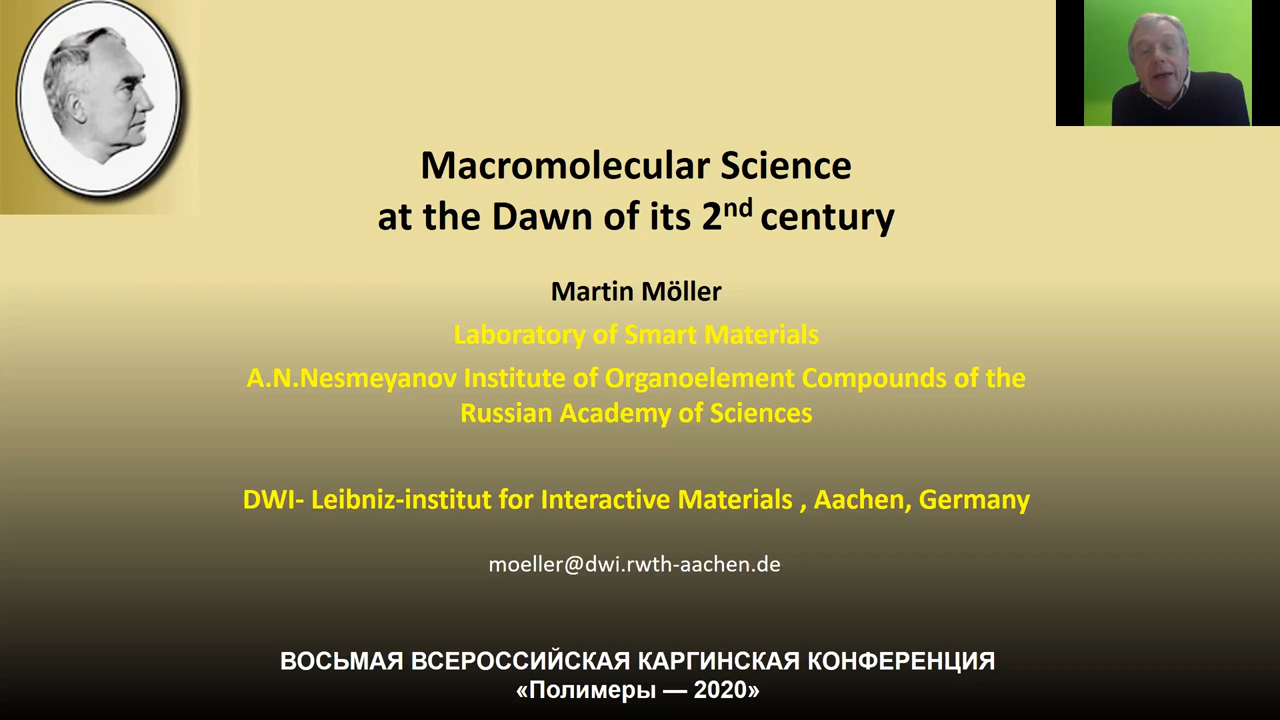 Macromolecular Science
at the Dawn of its 2nd century
Martin Möller
Laboratory of Smart Materials
A.N.Nesmeyanov Institute of Organoelement Compounds of the
Russian Academy of Sciences
DWI- Leibniz-institut for Interactive Materials , Aachen, Germany
moeller@dwi.rwth-aachen.de
ВОСЬМАЯ ВСЕРОССИЙСКАЯ КАРГИНСКАЯ КОНФЕРЕНЦИЯ
«Полимеры — 2020»